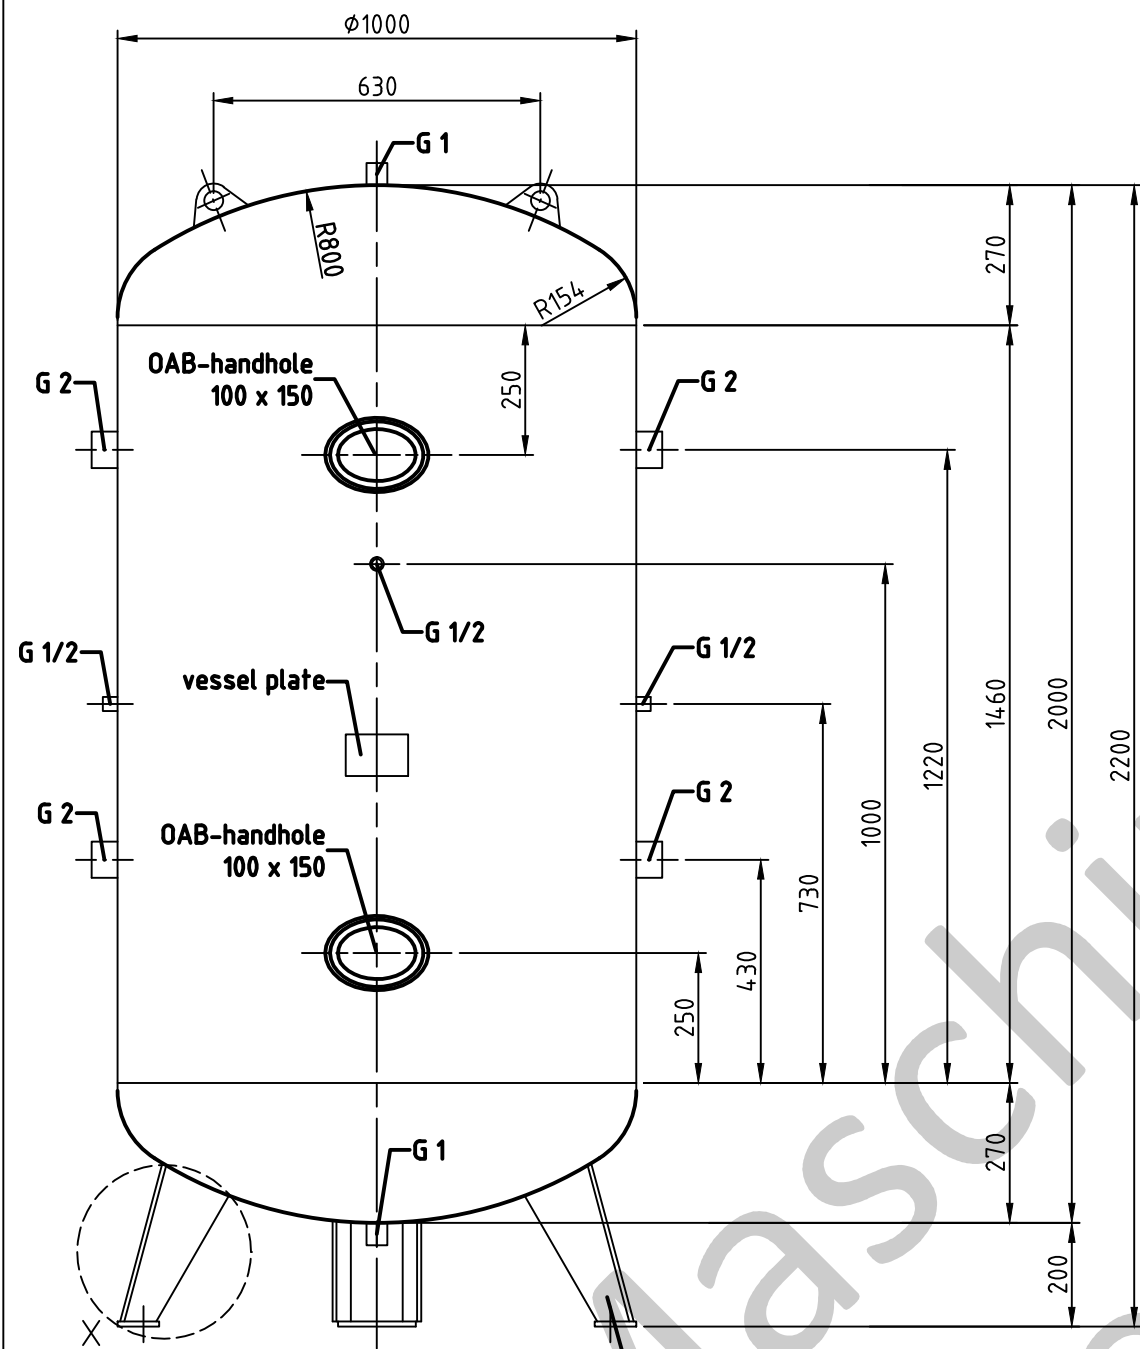 ⌀1000
630
G 1
R800
270
R154
OAB-handhole
100 x 150
250
G 2
G 2
G 1/2
G 1/2
G 1/2
vessel plate
1460
2000
2200
1220
1000
G 2
G 2
OAB-handhole
100 x 150
730
430
250
G 1
270
200
X
Maschi